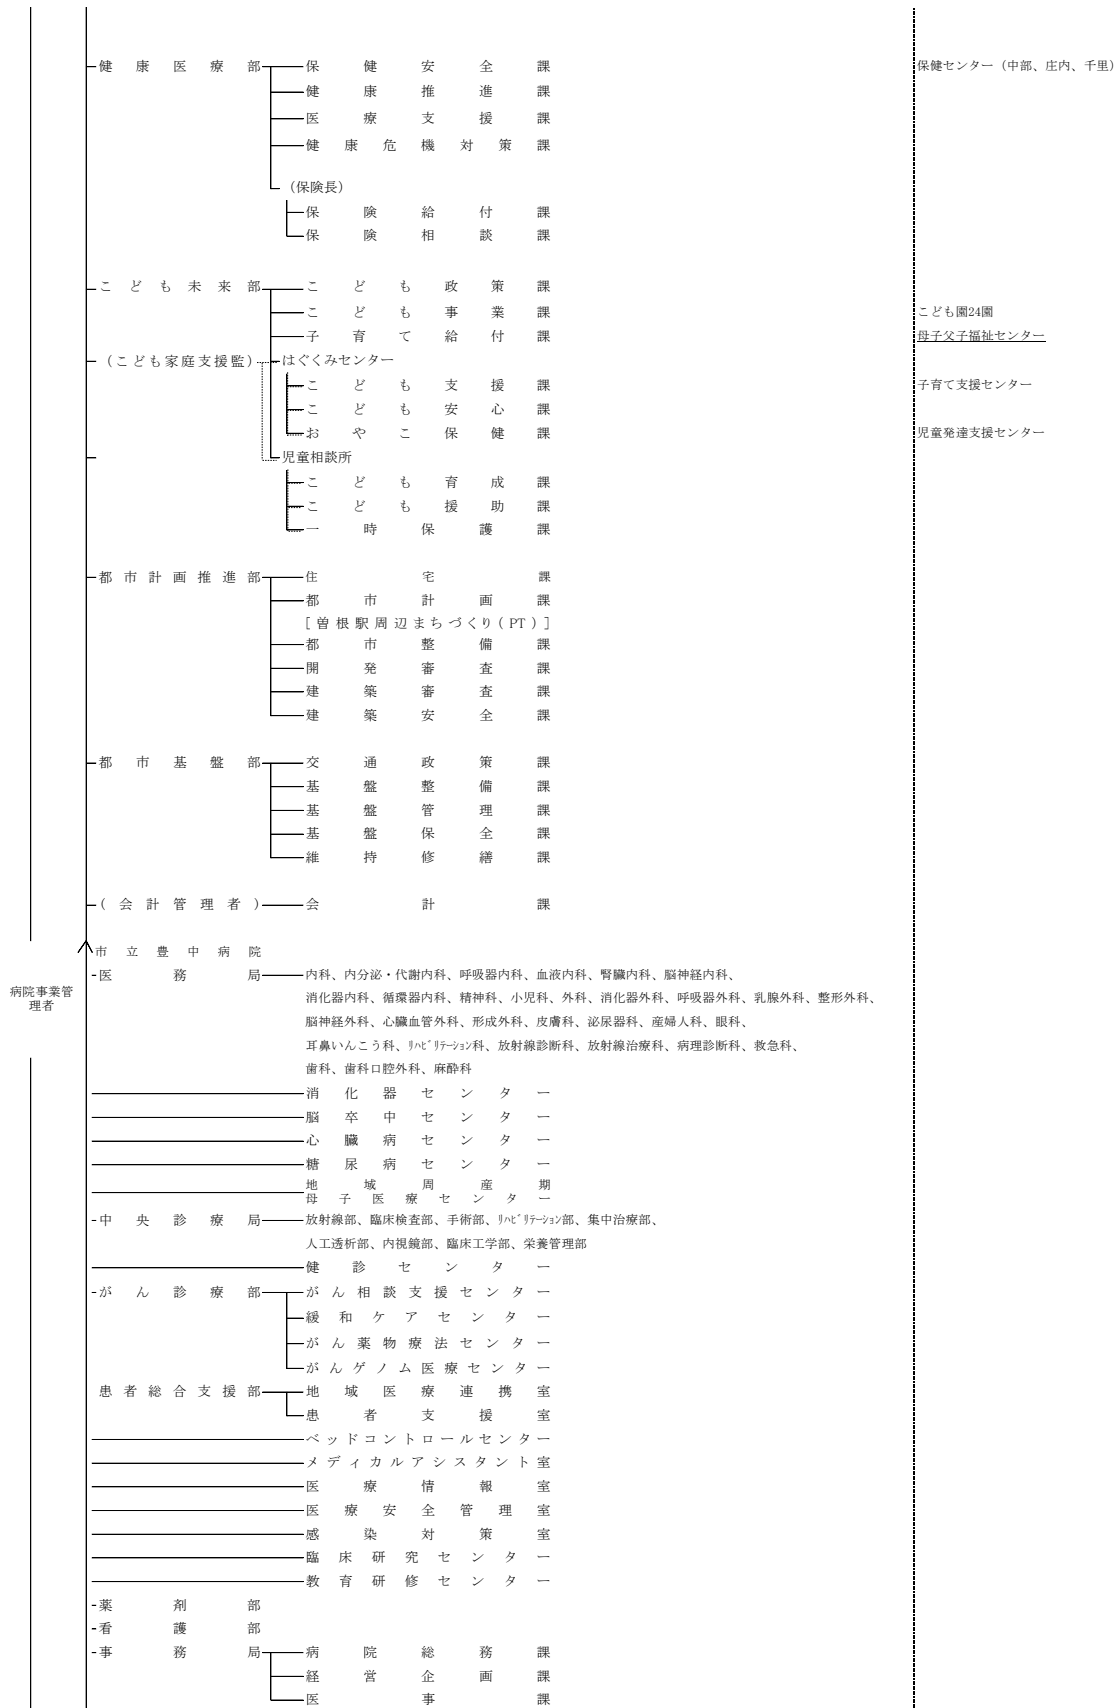 健康医療部 保健安全課 保健センター（中部、庄内、千里）
健康推進課
医療支援課
健康危機対策課
（保険長）
保険給付課
保険相談課
こども未来部 こども政策課
こども事業課 こども園24園
子育て給付課 母子父子福祉センター
（こども家庭支援監） はぐくみセンター
こども支援課 子育て支援センター
こども安心課
おやこ保健課 児童発達支援センター
児童相談所
こども育成課
こども援助課
一時保護課
都市計画推進部 住宅課
都市計画課
[曽根駅周辺まちづくり(PT)]
都市整備課
開発審査課
建築審査課
建築安全課
都市基盤部 交通政策課
基盤整備課
基盤管理課
基盤保全課
維持修繕課
(会計管理者) 会計課
市立豊中病院
医務局 内科、内分泌・代謝内科、呼吸器内科、血液内科、腎臓内科、脳神経内科、
病院事業管
理者
消化器内科、循環器内科、精神科、小児科、外科、消化器外科、呼吸器外科、乳腺外科、整形外科、
脳神経外科、心臓血管外科、形成外科、皮膚科、泌尿器科、産婦人科、眼科、
耳鼻いんこう科、ﾘﾊﾋﾞﾘﾃｰｼｮﾝ科、放射線診断科、放射線治療科、病理診断科、救急科、
歯科、歯科口腔外科、麻酔科
消化器センター
脳卒中センター
心臓病センター
糖尿病センター
地域周産期
母子医療センター
中央診療局 放射線部、臨床検査部、手術部、ﾘﾊﾋﾞﾘﾃｰｼｮﾝ部、集中治療部、
人工透析部、内視鏡部、臨床工学部、栄養管理部
健診センター
がん診療部 がん相談支援センター
緩和ケアセンター
がん薬物療法センター
がんゲノム医療センター
患者総合支援部 地域医療連携室
患者支援室
ベッドコントロールセンター
メディカルアシスタント室
医療情報室
医療安全管理室
感染対策室
臨床研究センター
教育研修センター
薬剤部
看護部
事務局 病院総務課
経営企画課
医事課